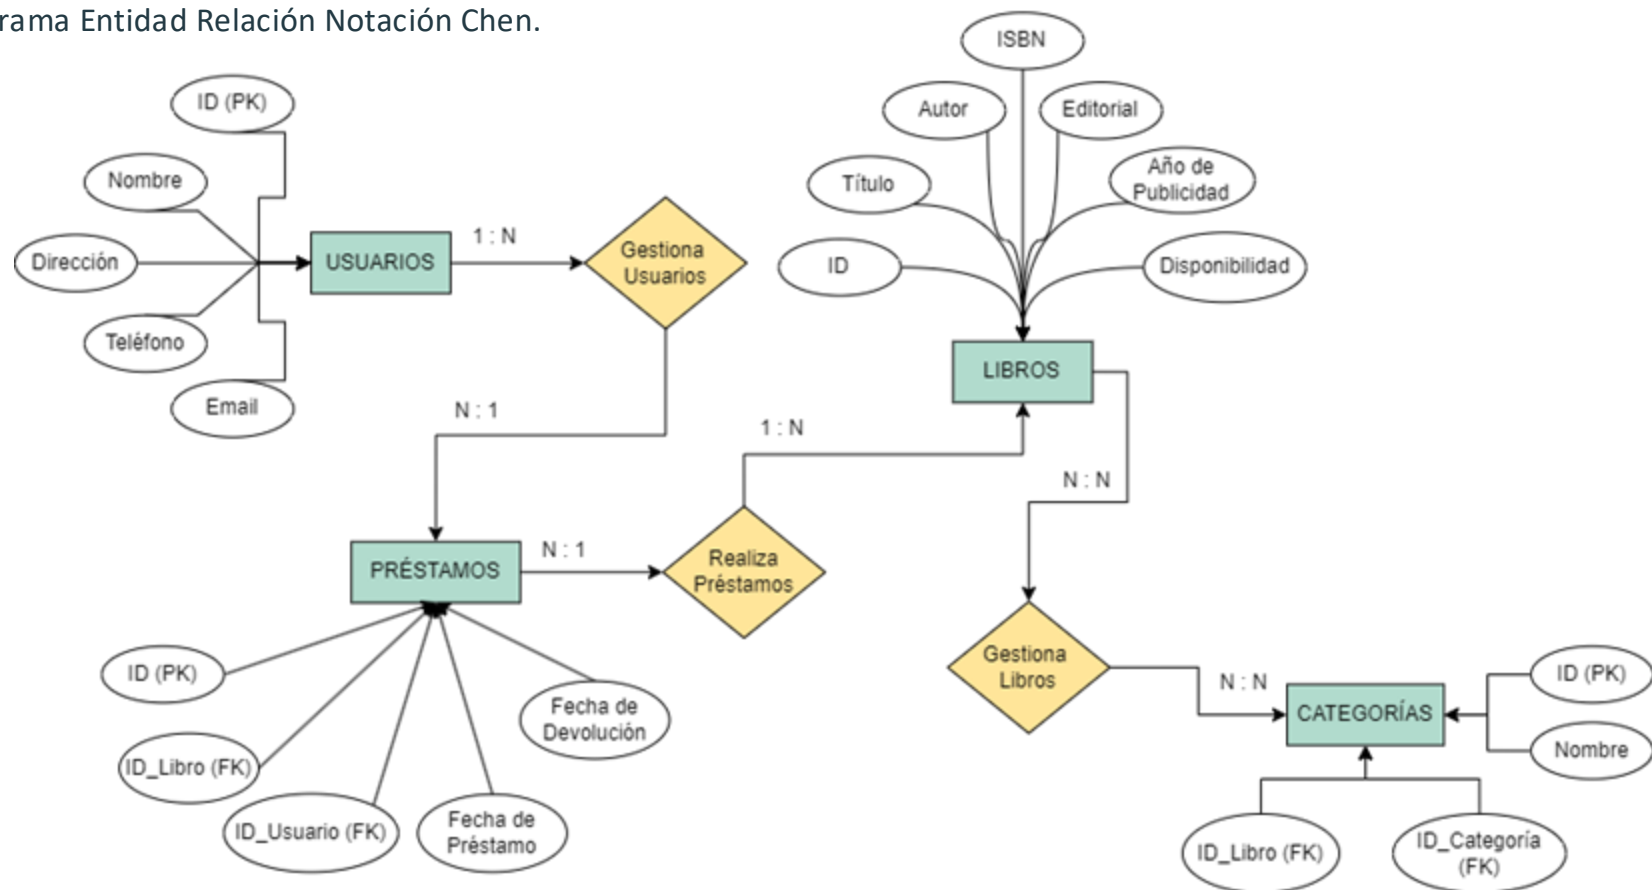 rama Entidad Relación Notación Chen.
ISBN
ID (PK)
Autor
Editorial
Nombre
Título
Año de
Publicidad
Dirección
USUARIOS
1 : N
Gestiona
Usuarios
ID
Disponibilidad
Teléfono
LIBROS
Email
N : 1
1 : N
N : N
PRÉSTAMOS
N : 1
Realiza
Préstamos
ID (PK)
Gestiona
Libros
N : N
ID (PK)
Fecha de
Devolución
CATEGORÍAS
Nombre
ID_Libro (FK)
ID_Usuario (FK)
Fecha de
Préstamo
ID_Libro (FK)
ID_Categoría
(FK)